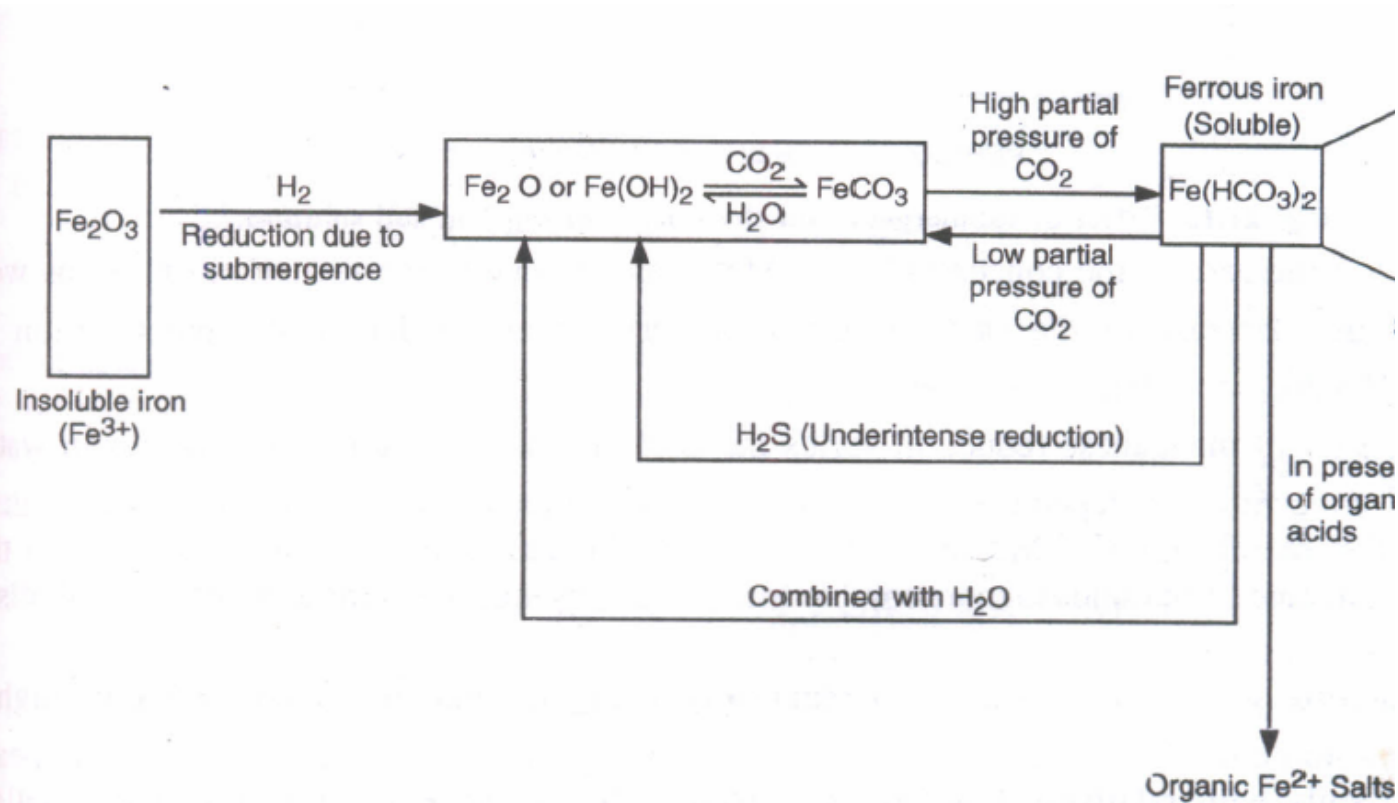 Fe2O3
Insoluble iron
(Fe3+)
H2
Reduction due to
submergence
Fe2 O or Fe(OH)2
CO2
H2O
FeCO3
High partial
pressure of
CO2
Low partial
pressure of
CO2
Ferrous iron
(Soluble)
Fe(HCO3)2
H2S (Underintense reduction)
Combined with H2O
In prese
of organ
acids
Organic Fe2+ Salts